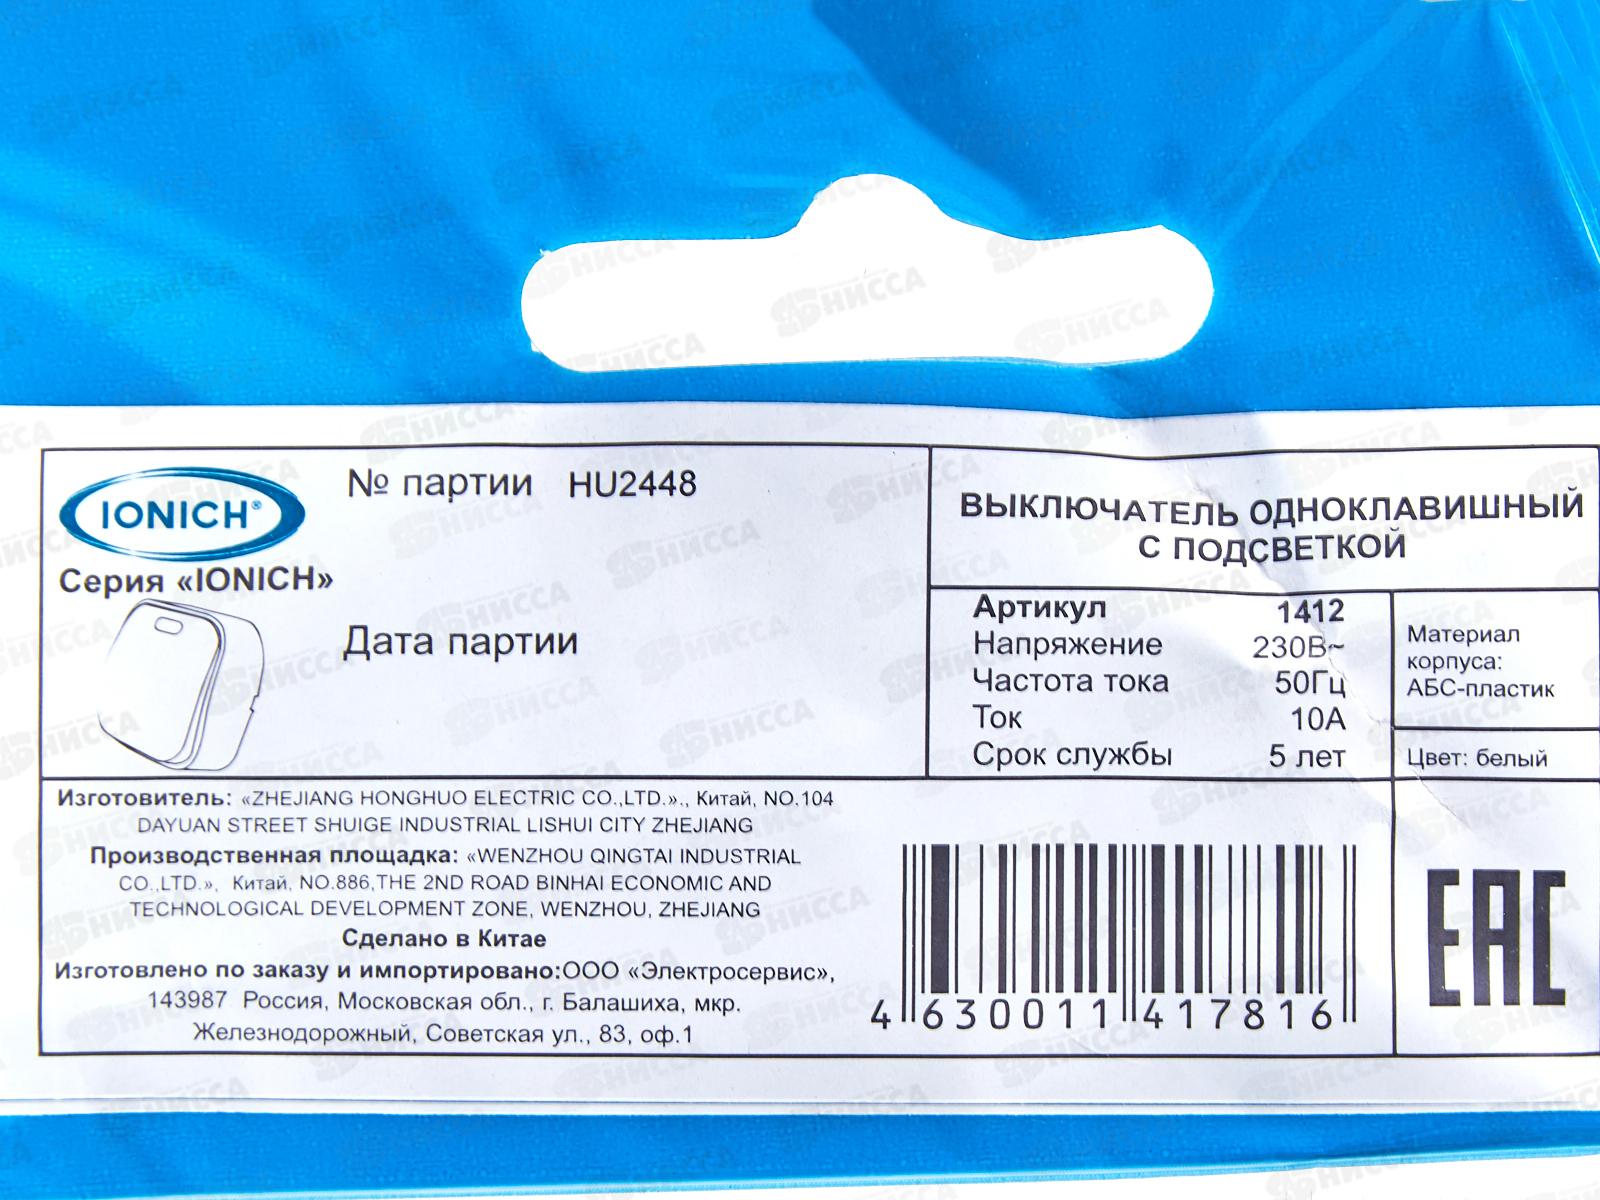 IONICH®
Серия «IONICH»
№ партии HU2448
Дата партии
ВЫКЛЮЧАТЕЛЬ ОДНОКЛАВИШНЫЙ
С ПОДСВЕТКОЙ
Артикул 1412
Напряжение 230В~
Частота тока 50Гц
Ток 10А
Срок службы 5 лет
Материал
корпуса:
АБС-пластик
Цвет: белый
Изготовитель: «ZHEJIANG HONGHUO ELECTRIC CO.,LTD.»., Китай, NO.104
DAYUAN STREET SHUIGE INDUSTRIAL LISHUI CITY ZHEJIANG
Производственная площадка: «WENZHOU QINGTAI INDUSTRIAL
CO.,LTD.», Китай, NO.886,THE 2ND ROAD BINHAI ECONOMIC AND
TECHNOLOGICAL DEVELOPMENT ZONE, WENZHOU, ZHEJIANG
Сделано в Китае
Изготовлено по заказу и импортировано:ООО «Электросервис»,
143987 Россия, Московская обл., г. Балашиха, мкр.
Железнодорожный, Советская ул., 83, оф.1
4 630011 417816
EAC
НИССА